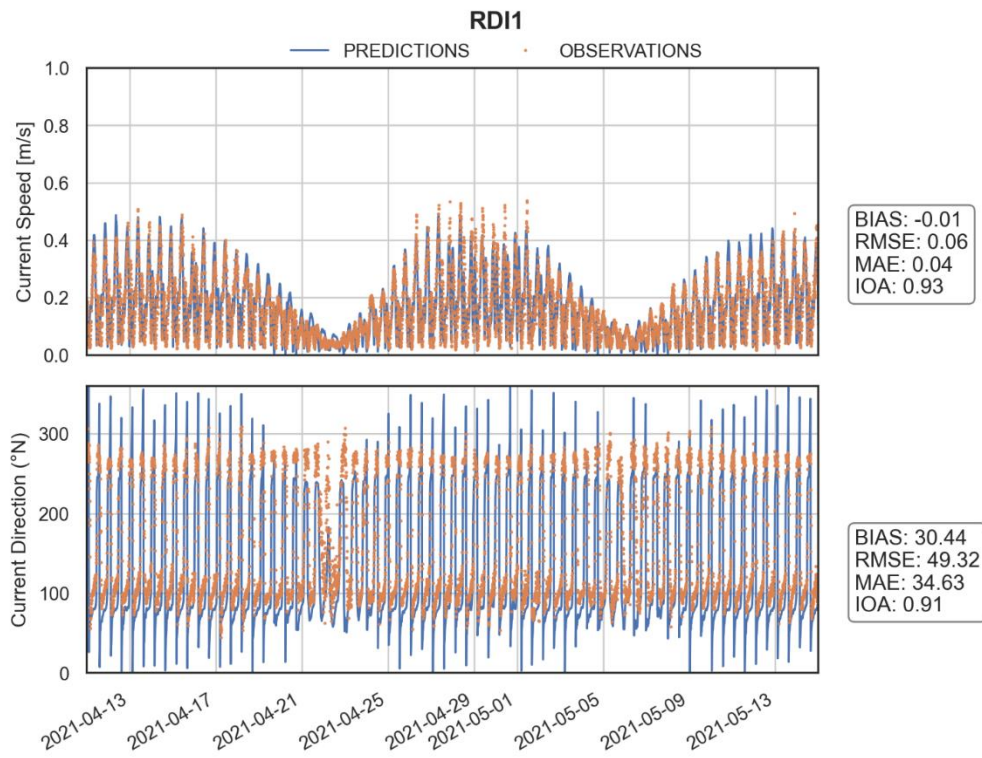 RDI1
PREDICTIONS OBSERVATIONS
Current Speed [m/s]
1.0
0.8
0.6
0.4
0.2
0.0
BIAS: -0.01
RMSE: 0.06
MAE: 0.04
IOA: 0.93
Current Direction (°N)
300
200
100
0
BIAS: 30.44
RMSE: 49.32
MAE: 34.63
IOA: 0.91
2021-04-13
2021-04-17
2021-04-21
2021-04-25
2021-04-29
2021-05-01
2021-05-05
2021-05-09
2021-05-13